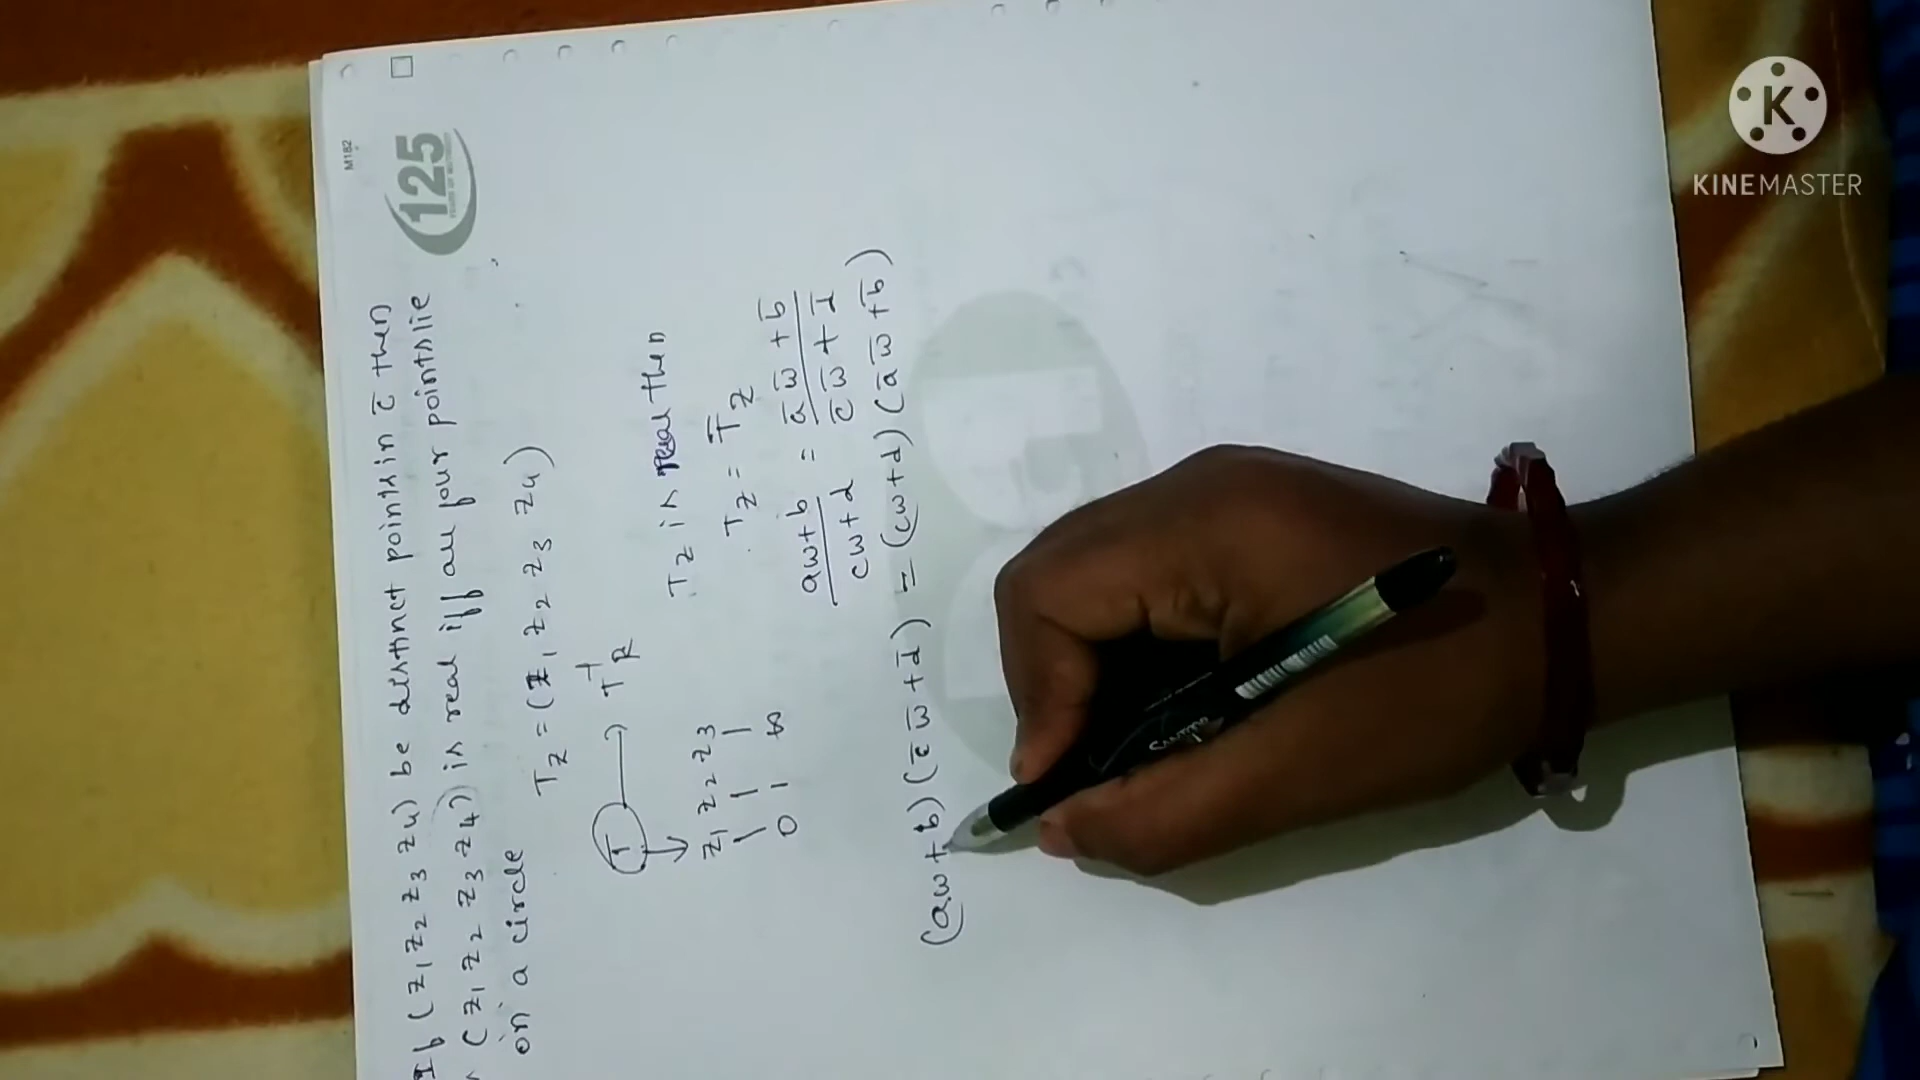 If (z₁ z₂ z₃ z₄) be distinct points in c̄ then
(z₁ z₂ z₃ z₄) is real iff all four points lie
on a circle
T_z = (z₁ z₂ z₃ z₄)
T → T_R^{-1}
z₁ z₂ z₃
0 1 ∞
T_z is real then
T_z = T̄_z
(aw+b)/(cw+d) = (āw̄+b̄)/(c̄w̄+d̄)
(aw+b)(c̄w̄+d̄) = (cw+d)(āw̄+b̄)
M182
125
K
KINEMASTER